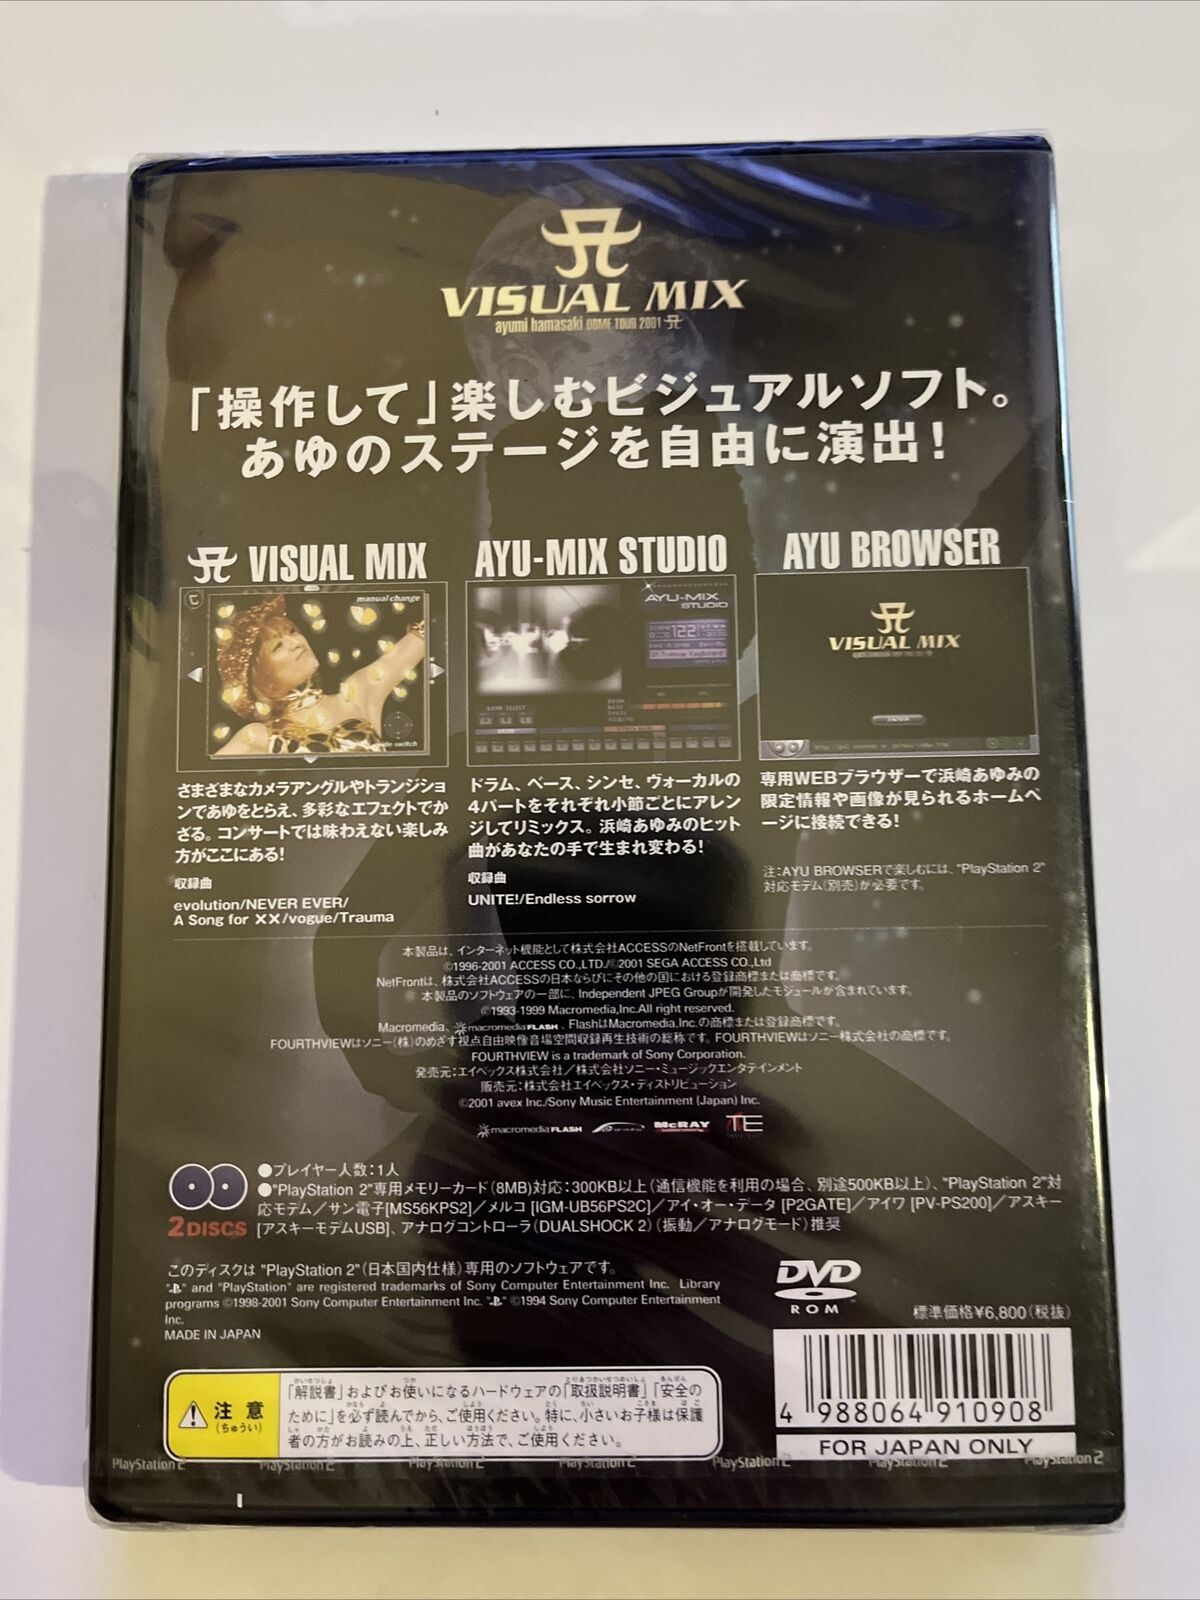 VISUAL MIX
ayumi hamasaki DOME TOUR 2001 A
「操作して」楽しむビジュアルソフト。
あゆのステージを自由に演出!
A VISUAL MIX
manual change
さまざまなカメラアングルやトランジショ
ンであゆをとらえ、多彩なエフェクトでか
ざる。コンサートでは味わえない楽しみ
方がここにある!
収録曲
evolution/NEVER EVER/
A Song for ××/vogue/Trauma
AYU-MIX STUDIO
AYU-MIX
STUDIO
122
ドラム、ベース、シンセ、ヴォーカルの
4パートをそれぞれ小節ごとにアレン
ジしてリミックス。浜崎あゆみのヒット
曲があなたの手で生まれ変わる!
収録曲
UNITE!/Endless sorrow
AYU BROWSER
VISUAL MIX
専用WEBブラウザーで浜崎あゆみの
限定情報や画像が見られるホームペ
ージに接続できる!
注:AYU BROWSERで楽しむには、"PlayStation 2"
対応モデム(別売)が必要です。
本製品は、インターネット機能として株式会社ACCESSのNetFrontを搭載しています。
©1996-2001 ACCESS CO.,LTD./©2001 SEGA ACCESS CO.,Ltd
NetFrontは、株式会社ACCESSの日本ならびにその他の国における登録商標または商標です。
本製品のソフトウェアの一部に、Independent JPEG Groupが開発したモジュールが含まれています。
©1993-1999 Macromedia,Inc.All right reserved.
Macromedia、macromedia FLASH、FlashはMacromedia,Inc.の商標または登録商標です。
FOURTHVIEWはソニー(株)のめざす視点自由映像音場空間収録再生技術の総称です。FOURTHVIEWはソニー株式会社の商標です。
FOURTHVIEW is a trademark of Sony Corporation.
発売元:エイベックス株式会社/株式会社ソニー・ミュージックエンタテインメント
販売元:株式会社エイベックス・ディストリビューション
©2001 avex Inc./Sony Music Entertainment (Japan) Inc.
macromedia FLASH McRAY TE
2 DISCS
●プレイヤー人数:1人
●"PlayStation 2"専用メモリーカード(8MB)対応:300KB以上(通信機能を利用の場合、別途500KB以上)、"PlayStation 2"対
応モデム/サン電子[MS56KPS2]/メルコ [IGM-UB56PS2C]/アイ・オー・データ [P2GATE]/アイワ [PV-PS200]/アスキー
[アスキーモデムUSB]、アナログコントローラ(DUALSHOCK 2)(振動/アナログモード)推奨
このディスクは "PlayStation 2"(日本国内仕様)専用のソフトウェアです。
" " and "PlayStation" are registered trademarks of Sony Computer Entertainment Inc. Library
programs ©1998-2001 Sony Computer Entertainment Inc. " " ©1994 Sony Computer Entertainment
Inc.
MADE IN JAPAN
DVD
ROM
標準価格¥6,800(税抜)
4 988064 910908
FOR JAPAN ONLY
注意
(ちゅうい)
「解説書」およびお使いになるハードウェアの「取扱説明書」「安全の
ために」を必ず読んでから、ご使用ください。特に、小さいお子様は保護
者の方がお読みの上、正しい方法で、ご使用ください。
PlayStation 2 PlayStation 2 PlayStation 2 PlayStation 2 PlayStation 2 PlayStation 2 PlayStation 2